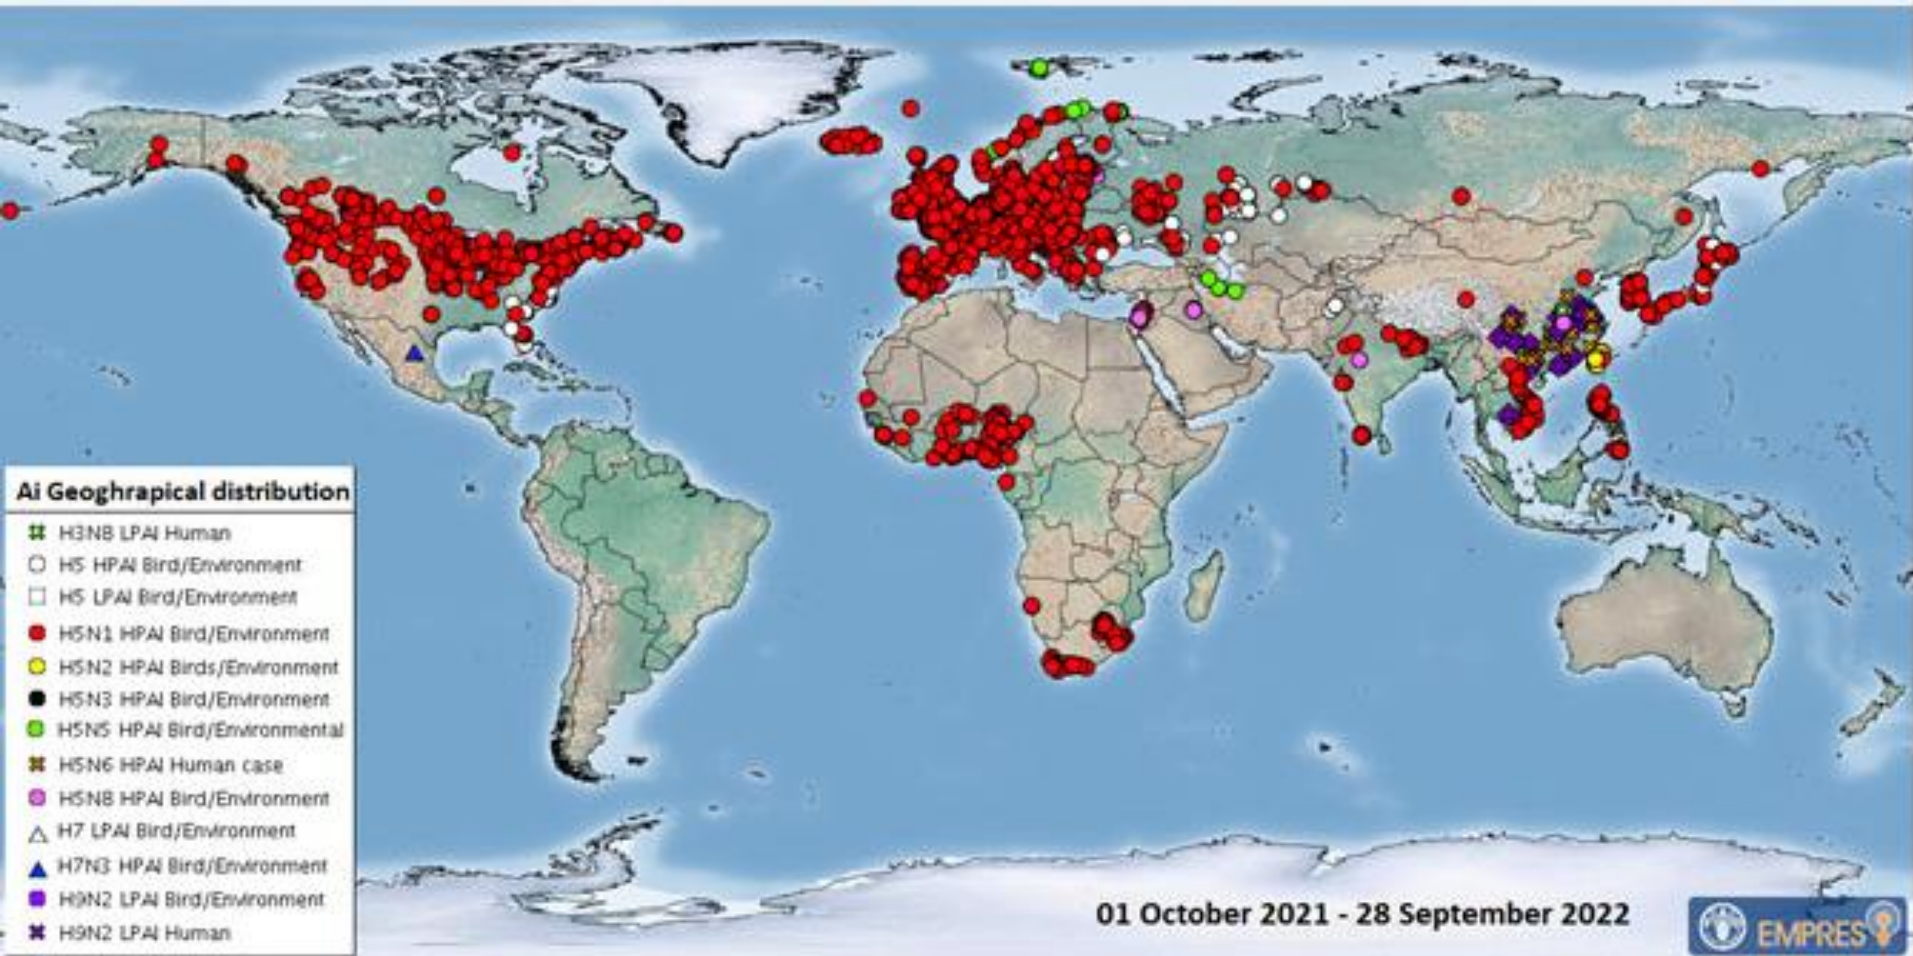 Ai Geoghrapical distribution
H3N8 LPAI Human
H5 HPAI Bird/Environment
H5 LPAI Bird/Environment
H5N1 HPAI Bird/Environment
H5N2 HPAI Birds/Environment
H5N3 HPAI Bird/Environment
H5N5 HPAI Bird/Environmental
H5N6 HPAI Human case
H5N8 HPAI Bird/Environment
H7 LPAI Bird/Environment
H7N3 HPAI Bird/Environment
H9N2 LPAI Bird/Environment
H9N2 LPAI Human
01 October 2021 - 28 September 2022
EMPRES